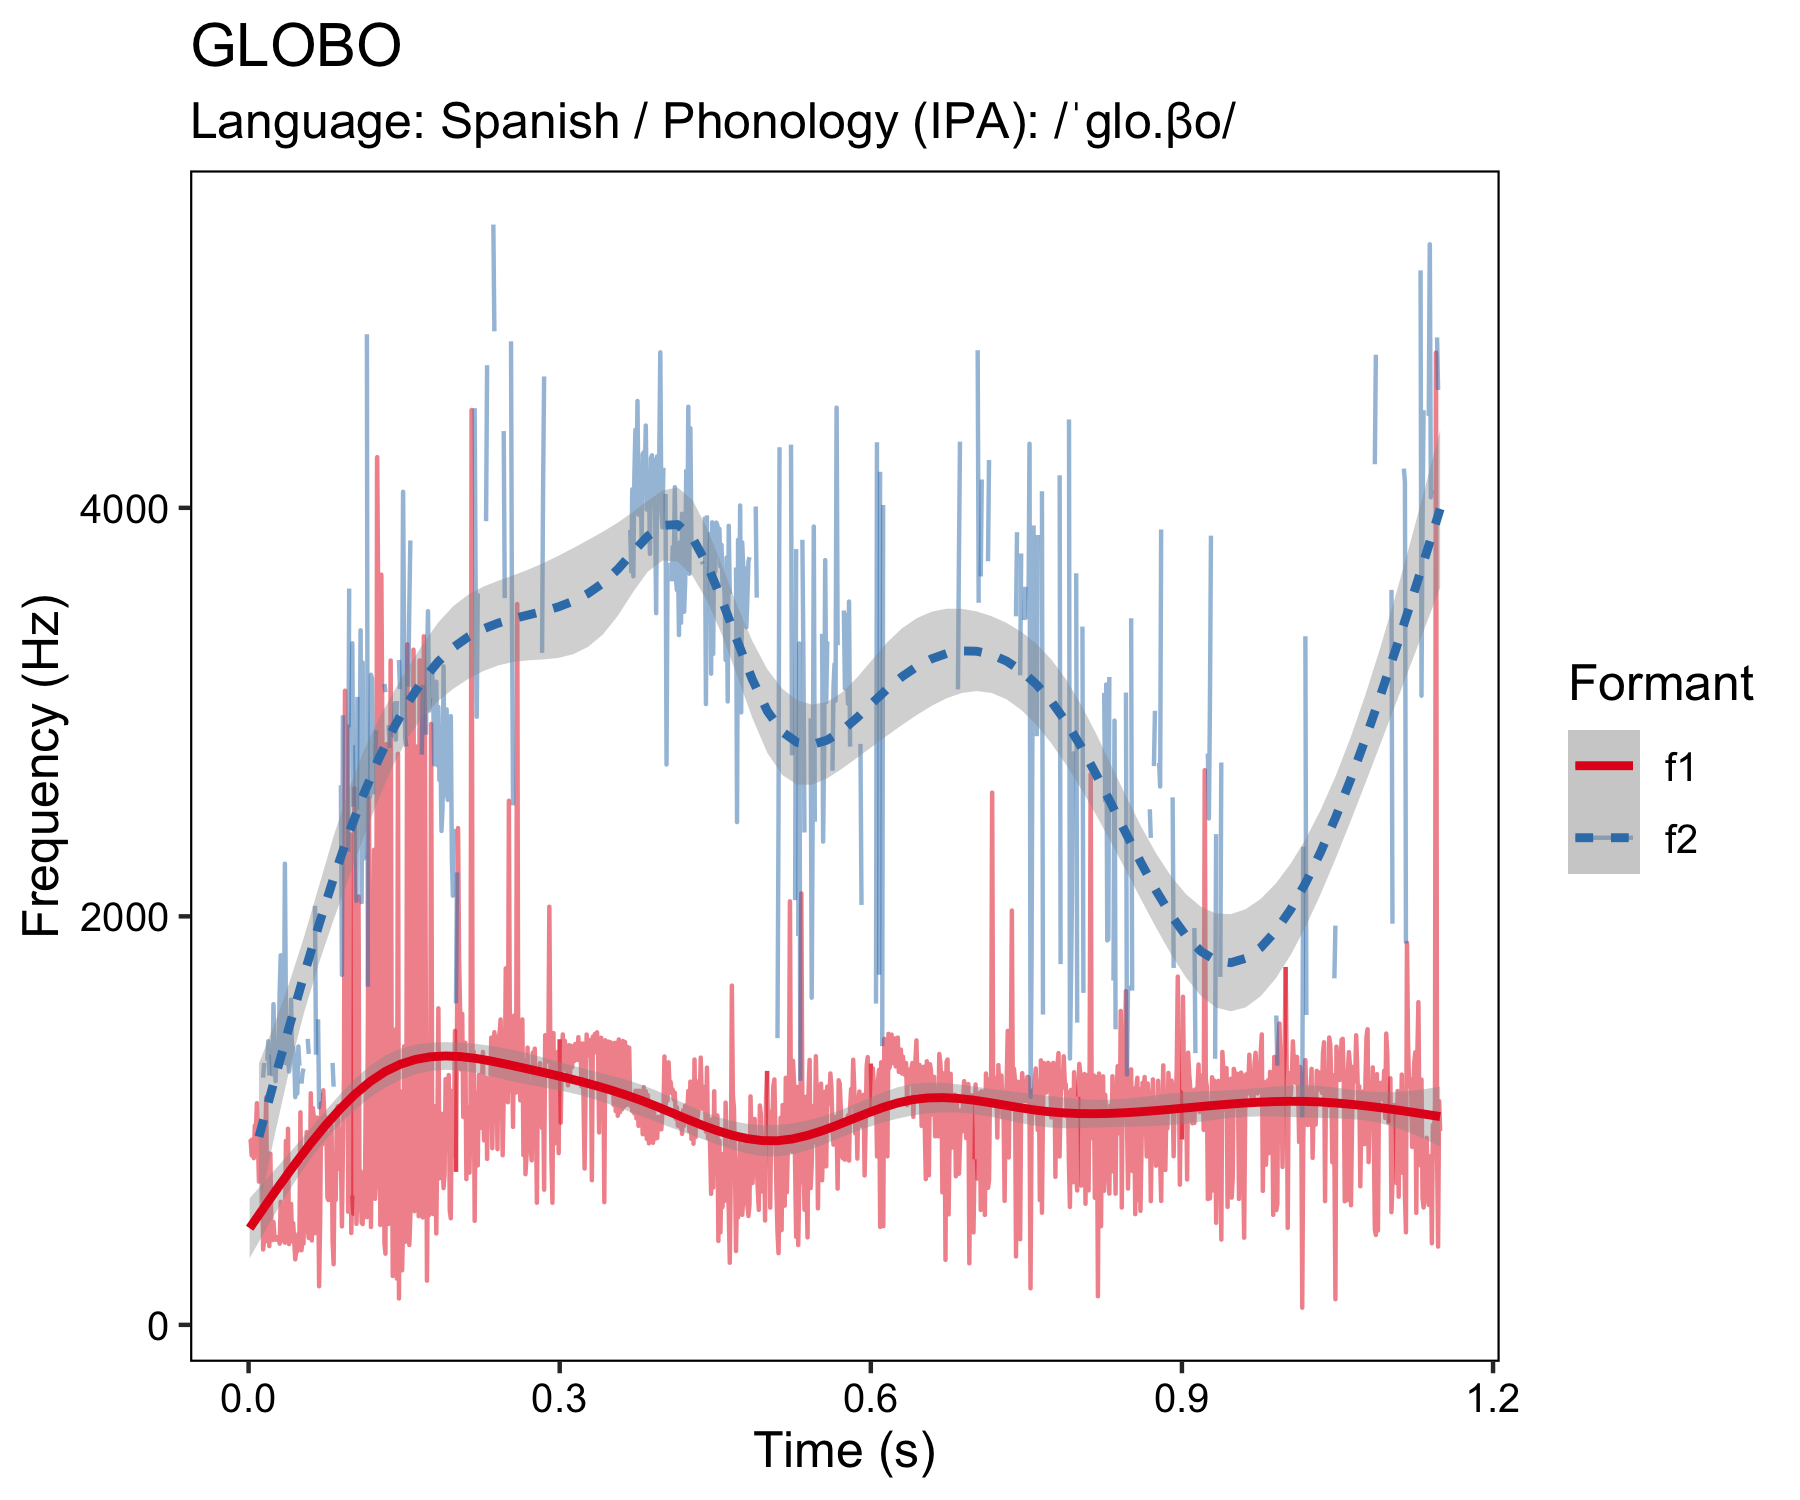 GLOBO
Language: Spanish / Phonology (IPA): /ˈglo.βo/
Frequency (Hz)
4000
2000
0
0.0 0.3 0.6 0.9 1.2
Time (s)
Formant
f1
f2